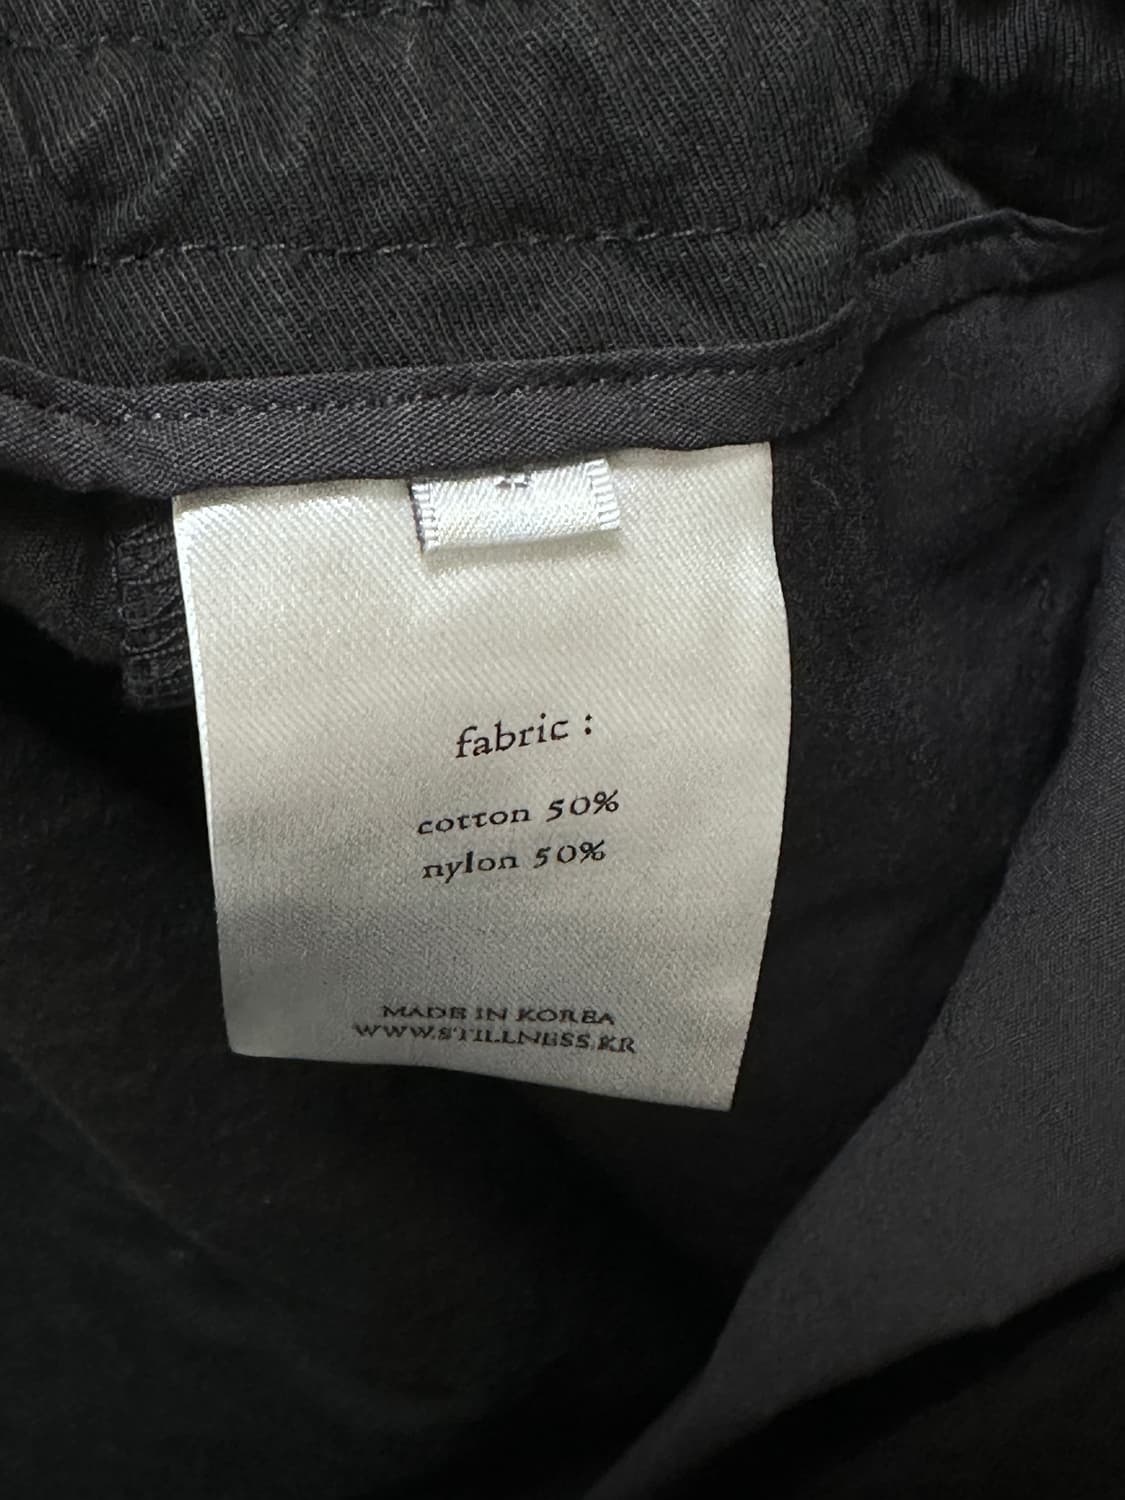 fabric :
cotton 50%
nylon 50%
MADE IN KOREA
WWW.STILLNESS.KR